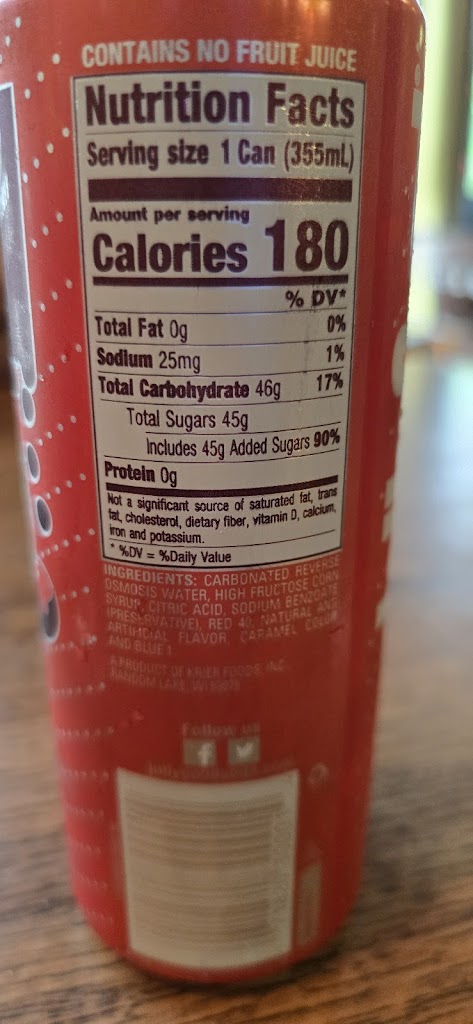 CONTAINS NO FRUIT JUICE
Nutrition Facts
Serving size 1 Can (355mL)
Amount per serving
Calories 180
% DV*
Total Fat 0g 0%
Sodium 25mg 1%
Total Carbohydrate 46g 17%
Total Sugars 45g
Includes 45g Added Sugars 90%
Protein 0g
Not a significant source of saturated fat, trans
fat, cholesterol, dietary fiber, vitamin D, calcium,
iron and potassium.
* %DV = %Daily Value
INGREDIENTS: CARBONATED REVERSE
OSMOSIS WATER, HIGH FRUCTOSE CORN
SYRUP, CITRIC ACID, SODIUM BENZOATE
(PRESERVATIVE), RED 40, NATURAL AND
ARTIFICIAL FLAVOR, CARAMEL COLOR
AND BLUE 1
A PRODUCT OF KRIER FOODS, INC.
RANDOM LAKE, WI 53075
Follow us